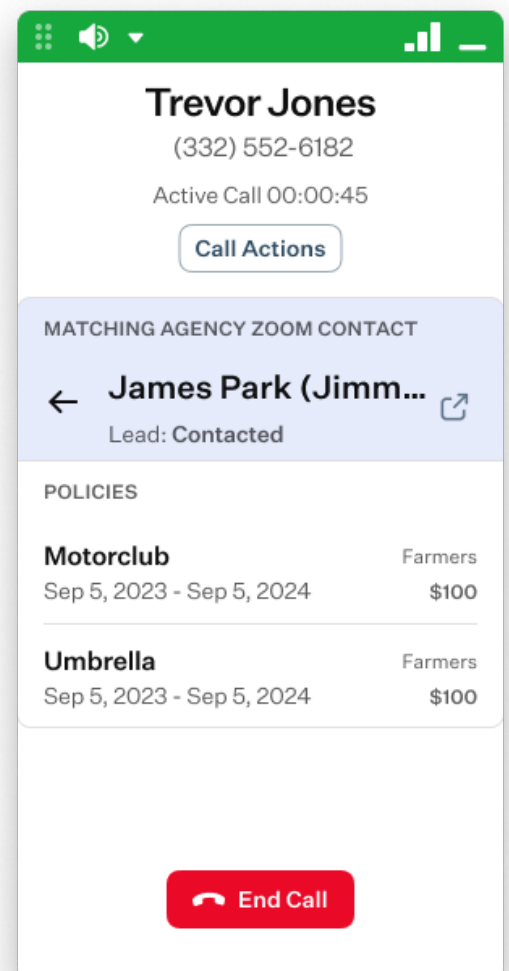 Trevor Jones
(332) 552-6182
Active Call 00:00:45
Call Actions
MATCHING AGENCY ZOOM CONTACT
James Park (Jimm...
Lead: Contacted
POLICIES
Motorclub Farmers
Sep 5, 2023 - Sep 5, 2024 $100
Umbrella Farmers
Sep 5, 2023 - Sep 5, 2024 $100
End Call